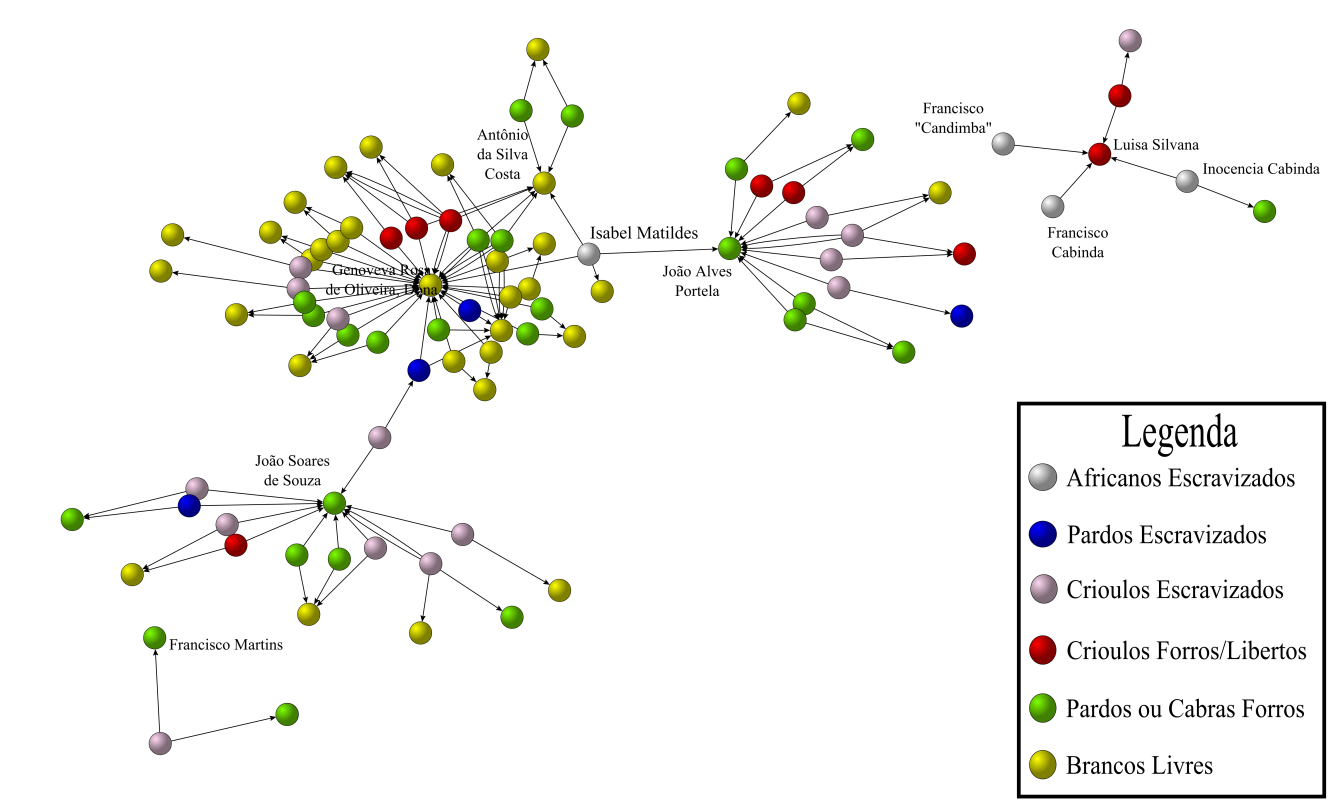 Francisco
"Candimba"
Luisa Silvana
Inocencia Cabinda
Francisco
Cabinda
Antônio
da Silva
Costa
Isabel Matildes
João Alves
Portela
Genoveva Rosa
de Oliveira, Dona
João Soares
de Souza
Francisco Martins
Legenda
Africanos Escravizados
Pardos Escravizados
Crioulos Escravizados
Crioulos Forros/Libertos
Pardos ou Cabras Forros
Brancos Livres